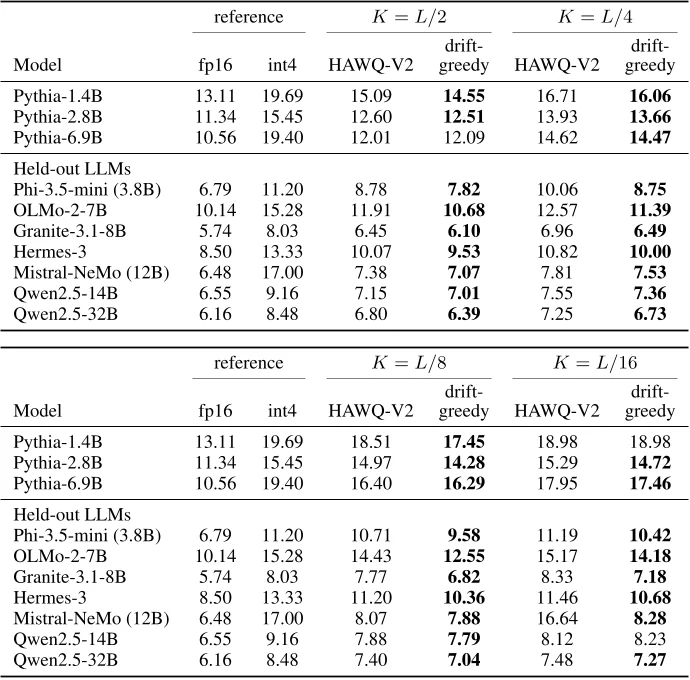 reference K = L/2 K = L/4
drift- drift-
Model fp16 int4 HAWQ-V2 greedy HAWQ-V2 greedy
Pythia-1.4B 13.11 19.69 15.09 14.55 16.71 16.06
Pythia-2.8B 11.34 15.45 12.60 12.51 13.93 13.66
Pythia-6.9B 10.56 19.40 12.01 12.09 14.62 14.47
Held-out LLMs
Phi-3.5-mini (3.8B) 6.79 11.20 8.78 7.82 10.06 8.75
OLMo-2-7B 10.14 15.28 11.91 10.68 12.57 11.39
Granite-3.1-8B 5.74 8.03 6.45 6.10 6.96 6.49
Hermes-3 8.50 13.33 10.07 9.53 10.82 10.00
Mistral-NeMo (12B) 6.48 17.00 7.38 7.07 7.81 7.53
Qwen2.5-14B 6.55 9.16 7.15 7.01 7.55 7.36
Qwen2.5-32B 6.16 8.48 6.80 6.39 7.25 6.73
reference K = L/8 K = L/16
drift- drift-
Model fp16 int4 HAWQ-V2 greedy HAWQ-V2 greedy
Pythia-1.4B 13.11 19.69 18.51 17.45 18.98 18.98
Pythia-2.8B 11.34 15.45 14.97 14.28 15.29 14.72
Pythia-6.9B 10.56 19.40 16.40 16.29 17.95 17.46
Held-out LLMs
Phi-3.5-mini (3.8B) 6.79 11.20 10.71 9.58 11.19 10.42
OLMo-2-7B 10.14 15.28 14.43 12.55 15.17 14.18
Granite-3.1-8B 5.74 8.03 7.77 6.82 8.33 7.18
Hermes-3 8.50 13.33 11.20 10.36 11.46 10.68
Mistral-NeMo (12B) 6.48 17.00 8.07 7.88 16.64 8.28
Qwen2.5-14B 6.55 9.16 7.88 7.79 8.12 8.23
Qwen2.5-32B 6.16 8.48 7.40 7.04 7.48 7.27